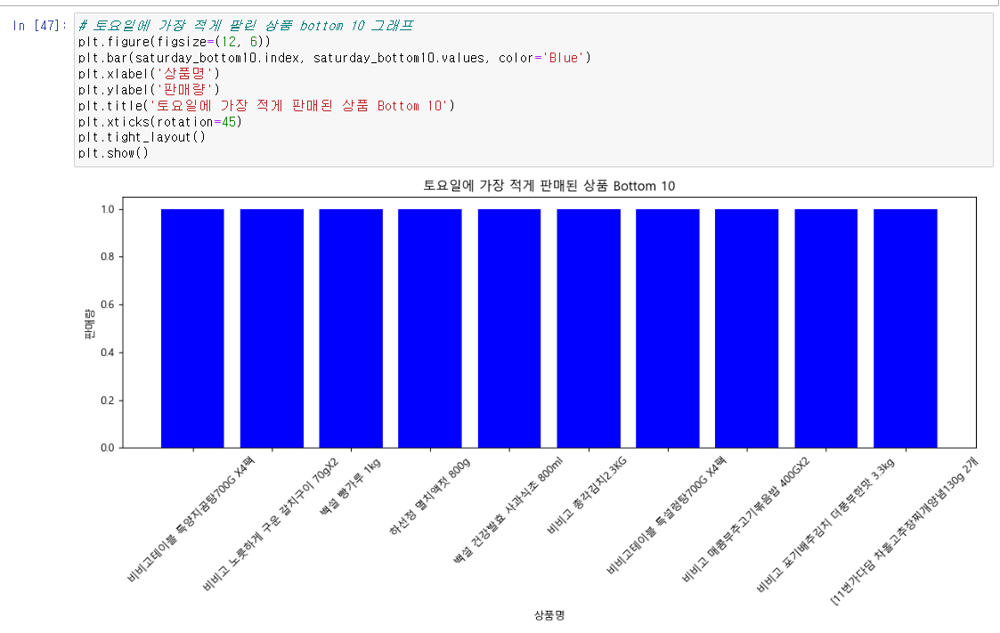 In [47]:
# 토요일에 가장 적게 팔린 상품 bottom 10 그래프
plt.figure(figsize=(12, 6))
plt.bar(saturday_bottom10.index, saturday_bottom10.values, color='Blue')
plt.xlabel('상품명')
plt.ylabel('판매량')
plt.title('토요일에 가장 적게 판매된 상품 Bottom 10')
plt.xticks(rotation=45)
plt.tight_layout()
plt.show()
토요일에 가장 적게 판매된 상품 Bottom 10
1.0
0.8
0.6
0.4
0.2
0.0
판매량
비비고테이블 특양지곰탕700G X4팩
비비고 노릇하게 구운 갈치구이 70gX2
백설 빵가루 1kg
하선정 멸치액젓 800g
백설 건강발효 사과식초 800ml
비비고 총각김치2.3KG
비비고테이블 특설렁탕700G X4팩
비비고 매콤부추고기볶음밥 400GX2
비비고 포기배추김치 더풍부한맛 3.3kg
[11번가다담 차돌고추장찌개양념130g 2개
상품명